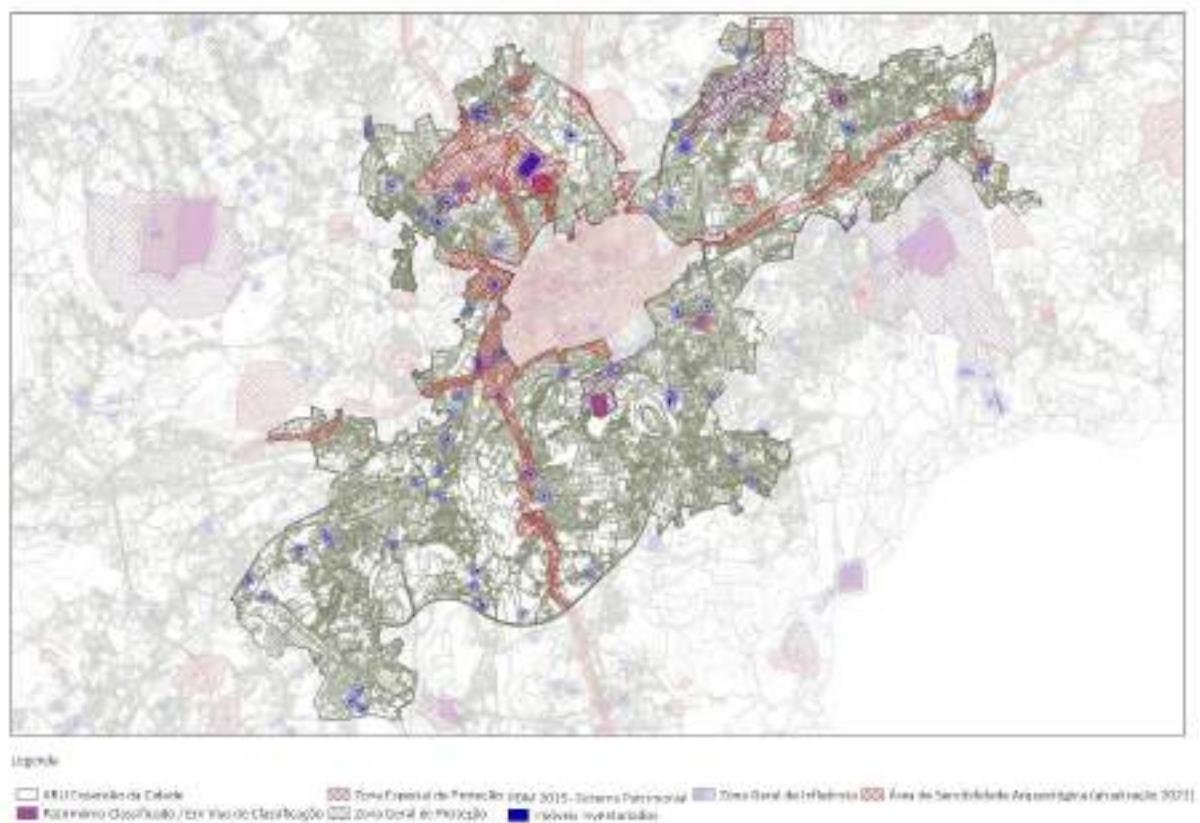 Legenda
ARU Expansão da Cidade Zona Especial de Proteção PDM 2015 - Sistema Patrimonial Zona Geral de Influência Área de Sensibilidade Arqueológica (atualização 2021)
Património Classificado / Em Vias de Classificação Zona Geral de Proteção Imóveis Inventariados